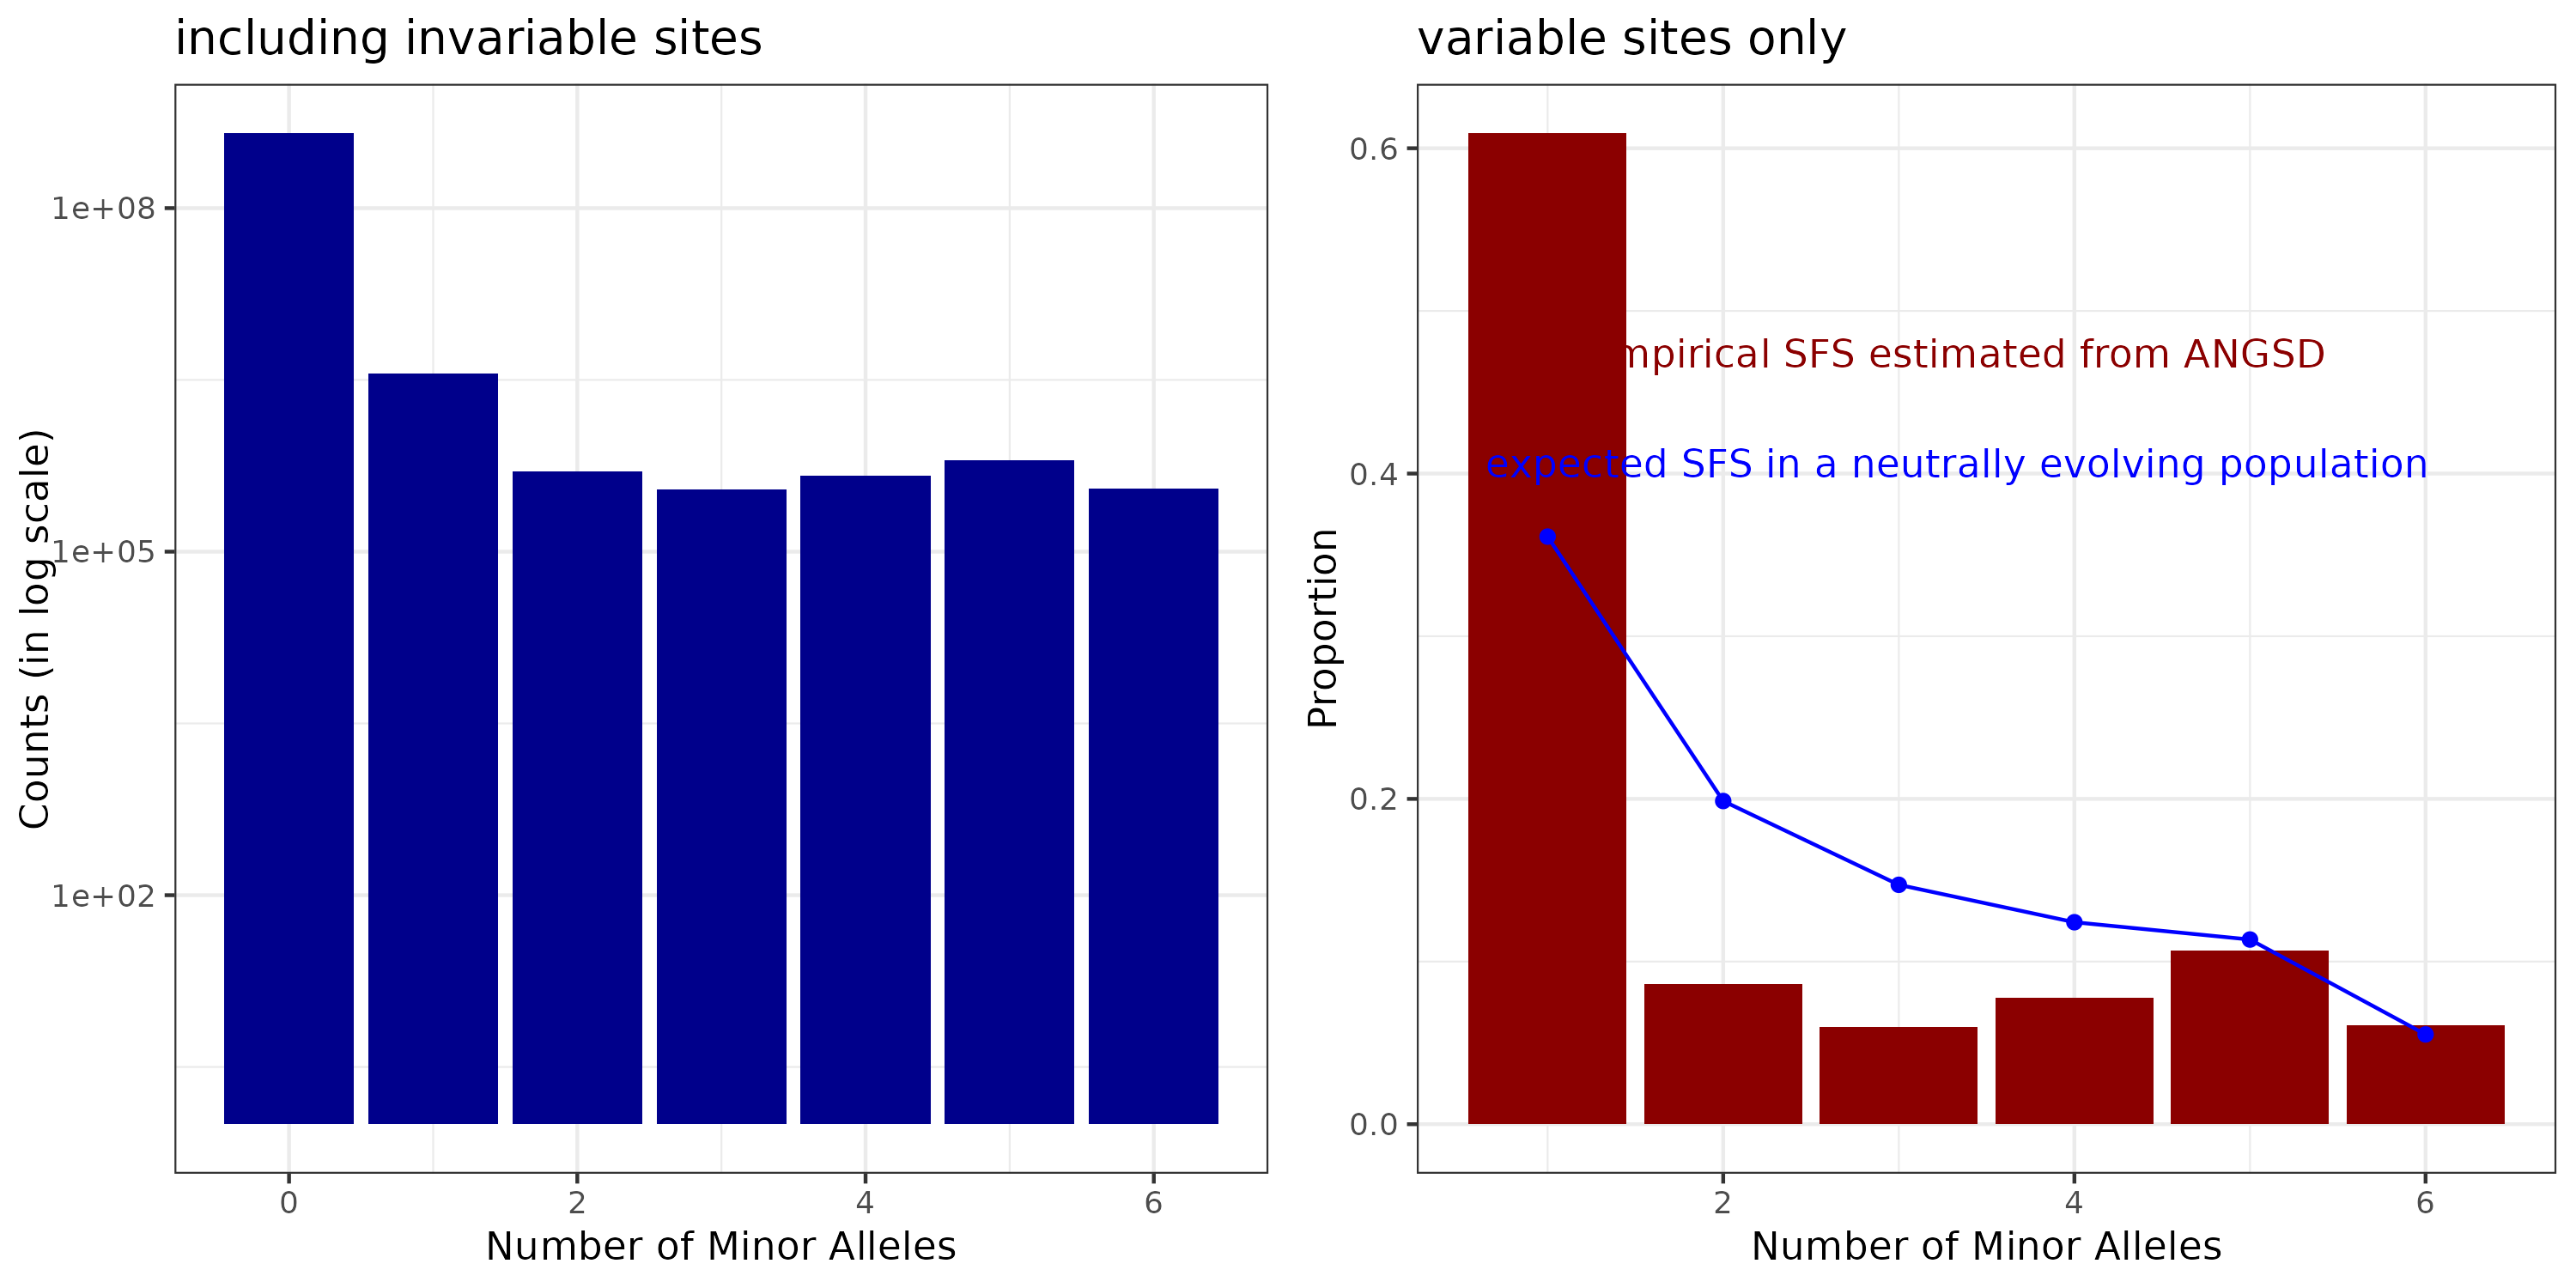 including invariable sites
Counts (in log scale)
1e+08
1e+05
1e+02
0 2 4 6
Number of Minor Alleles
variable sites only
Proportion
0.6
0.4
0.2
0.0
mpirical SFS estimated from ANGSD
expected SFS in a neutrally evolving population
2 4 6
Number of Minor Alleles